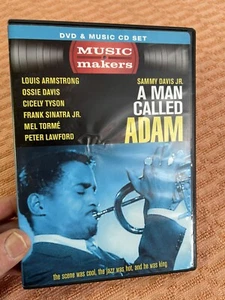 DVD & MUSIC CD SET
MUSIC
makers
LOUIS ARMSTRONG
OSSIE DAVIS
CICELY TYSON
FRANK SINATRA JR.
MEL TORMÉ
PETER LAWFORD
SAMMY DAVIS JR.
A MAN
CALLED
ADAM
the scene was cool, the jazz was hot, and he was king